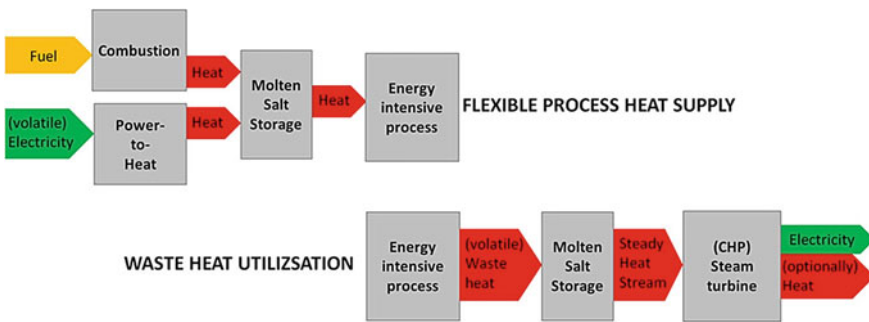 Fuel
Combustion
Heat
Molten
Salt
Storage
Heat
Energy
intensive
process
FLEXIBLE PROCESS HEAT SUPPLY
(volatile)
Electricity
Power-
to-
Heat
Heat
WASTE HEAT UTILIZSATION
Energy
intensive
process
(volatile)
Waste
heat
Molten
Salt
Storage
Steady
Heat
Stream
(CHP)
Steam
turbine
Electricity
(optionally)
Heat